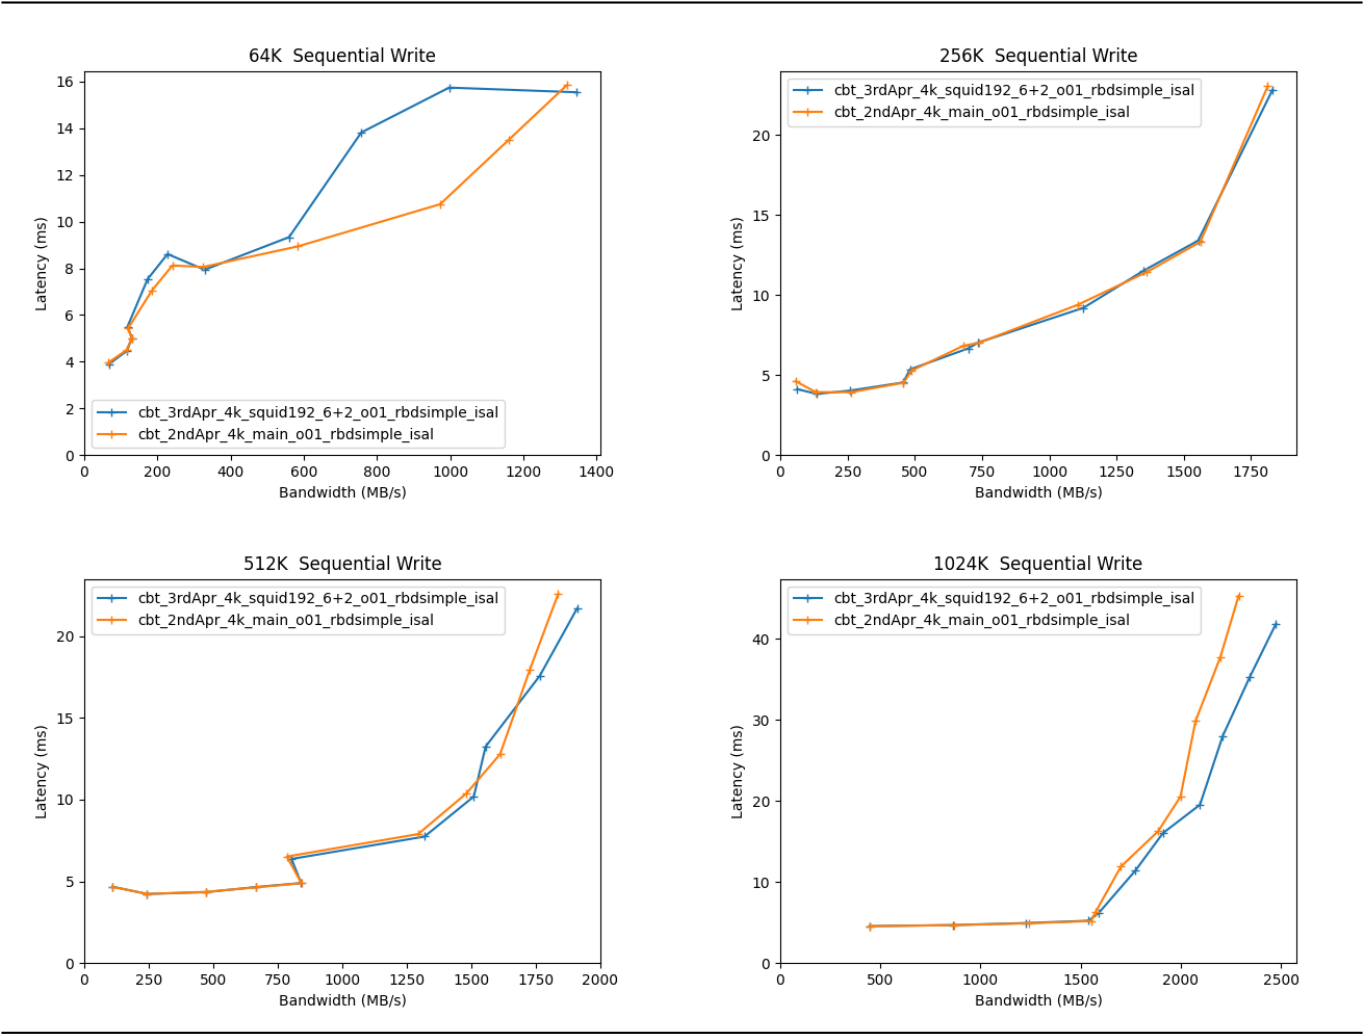 64K  Sequential Write
16
14
12
10
8
6
4
2
0
Latency (ms)
cbt_3rdApr_4k_squid192_6+2_o01_rbdsimple_isal
cbt_2ndApr_4k_main_o01_rbdsimple_isal
0 200 400 600 800 1000 1200 1400
Bandwidth (MB/s)
256K  Sequential Write
cbt_3rdApr_4k_squid192_6+2_o01_rbdsimple_isal
cbt_2ndApr_4k_main_o01_rbdsimple_isal
20
15
10
5
0
Latency (ms)
0 250 500 750 1000 1250 1500 1750
Bandwidth (MB/s)
512K  Sequential Write
cbt_3rdApr_4k_squid192_6+2_o01_rbdsimple_isal
cbt_2ndApr_4k_main_o01_rbdsimple_isal
20
15
10
5
0
Latency (ms)
0 250 500 750 1000 1250 1500 1750 2000
Bandwidth (MB/s)
1024K  Sequential Write
cbt_3rdApr_4k_squid192_6+2_o01_rbdsimple_isal
cbt_2ndApr_4k_main_o01_rbdsimple_isal
40
30
20
10
0
Latency (ms)
0 500 1000 1500 2000 2500
Bandwidth (MB/s)